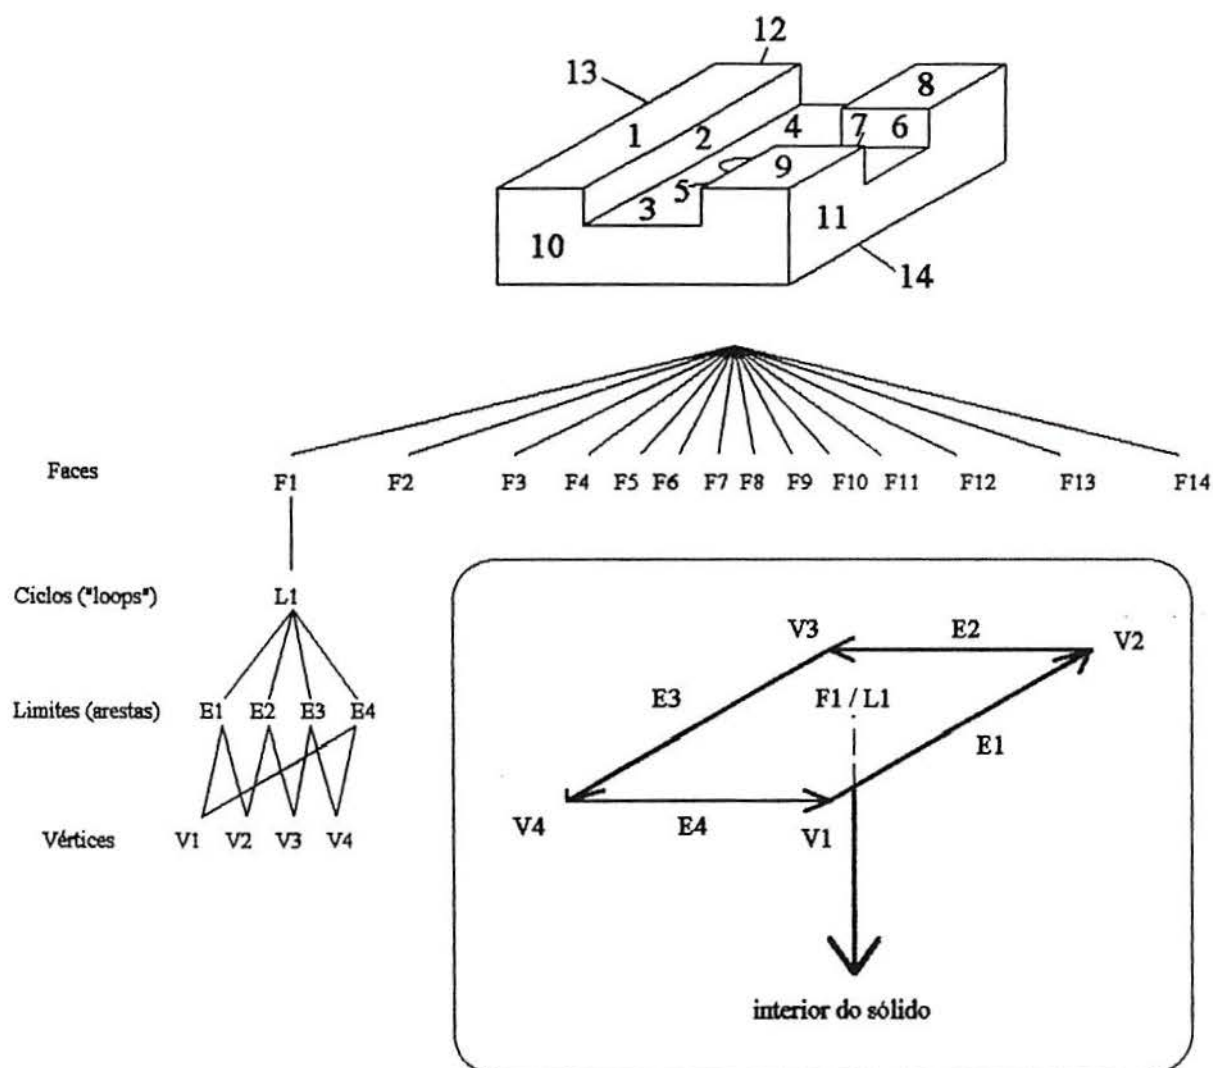 12
13
8
1
2
4
7
6
9
5
3
11
10
14
Faces
F1 F2 F3 F4 F5 F6 F7 F8 F9 F10 F11 F12 F13 F14
Ciclos ("loops")
L1
V3
E2
V2
Limites (arestas)
E1 E2 E3 E4
E3
F1 / L1
E1
V4
E4
V1
Vértices
V1 V2 V3 V4
interior do sólido